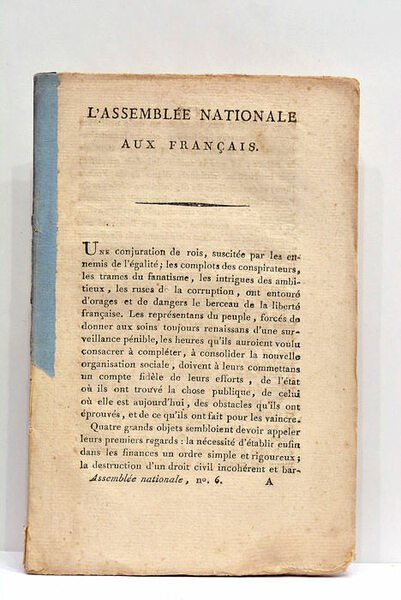 L'ASSEMBLÉE NATIONALE
AUX FRANÇAIS.
UNE conjuration de rois, suscitée par les en-
nemis de l'égalité; les complots des conspirateurs,
les trames du fanatisme, les intrigues des ambi-
tieux, les ruses de la corruption, ont entouré
d'orages et de dangers le berceau de la liberté
française. Les représentans du peuple, forcés de
donner aux soins toujours renaissans d'une sur-
veillance pénible, les heures qu'ils auroient voulu
consacrer à compléter, à consolider la nouvelle
organisation sociale, doivent à leurs commettans
un compte fidèle de leurs efforts, de l'état
où ils ont trouvé la chose publique, de celui
où elle est aujourd'hui, des obstacles qu'ils ont
éprouvés, et de ce qu'ils ont fait pour les vaincre.
Quatre grands objets sembloient devoir appeler
leurs premiers regards : la nécessité d'établir enfin
dans les finances un ordre simple et rigoureux;
la destruction d'un droit civil incohérent et bar-
Assemblée nationale, no. 6. A